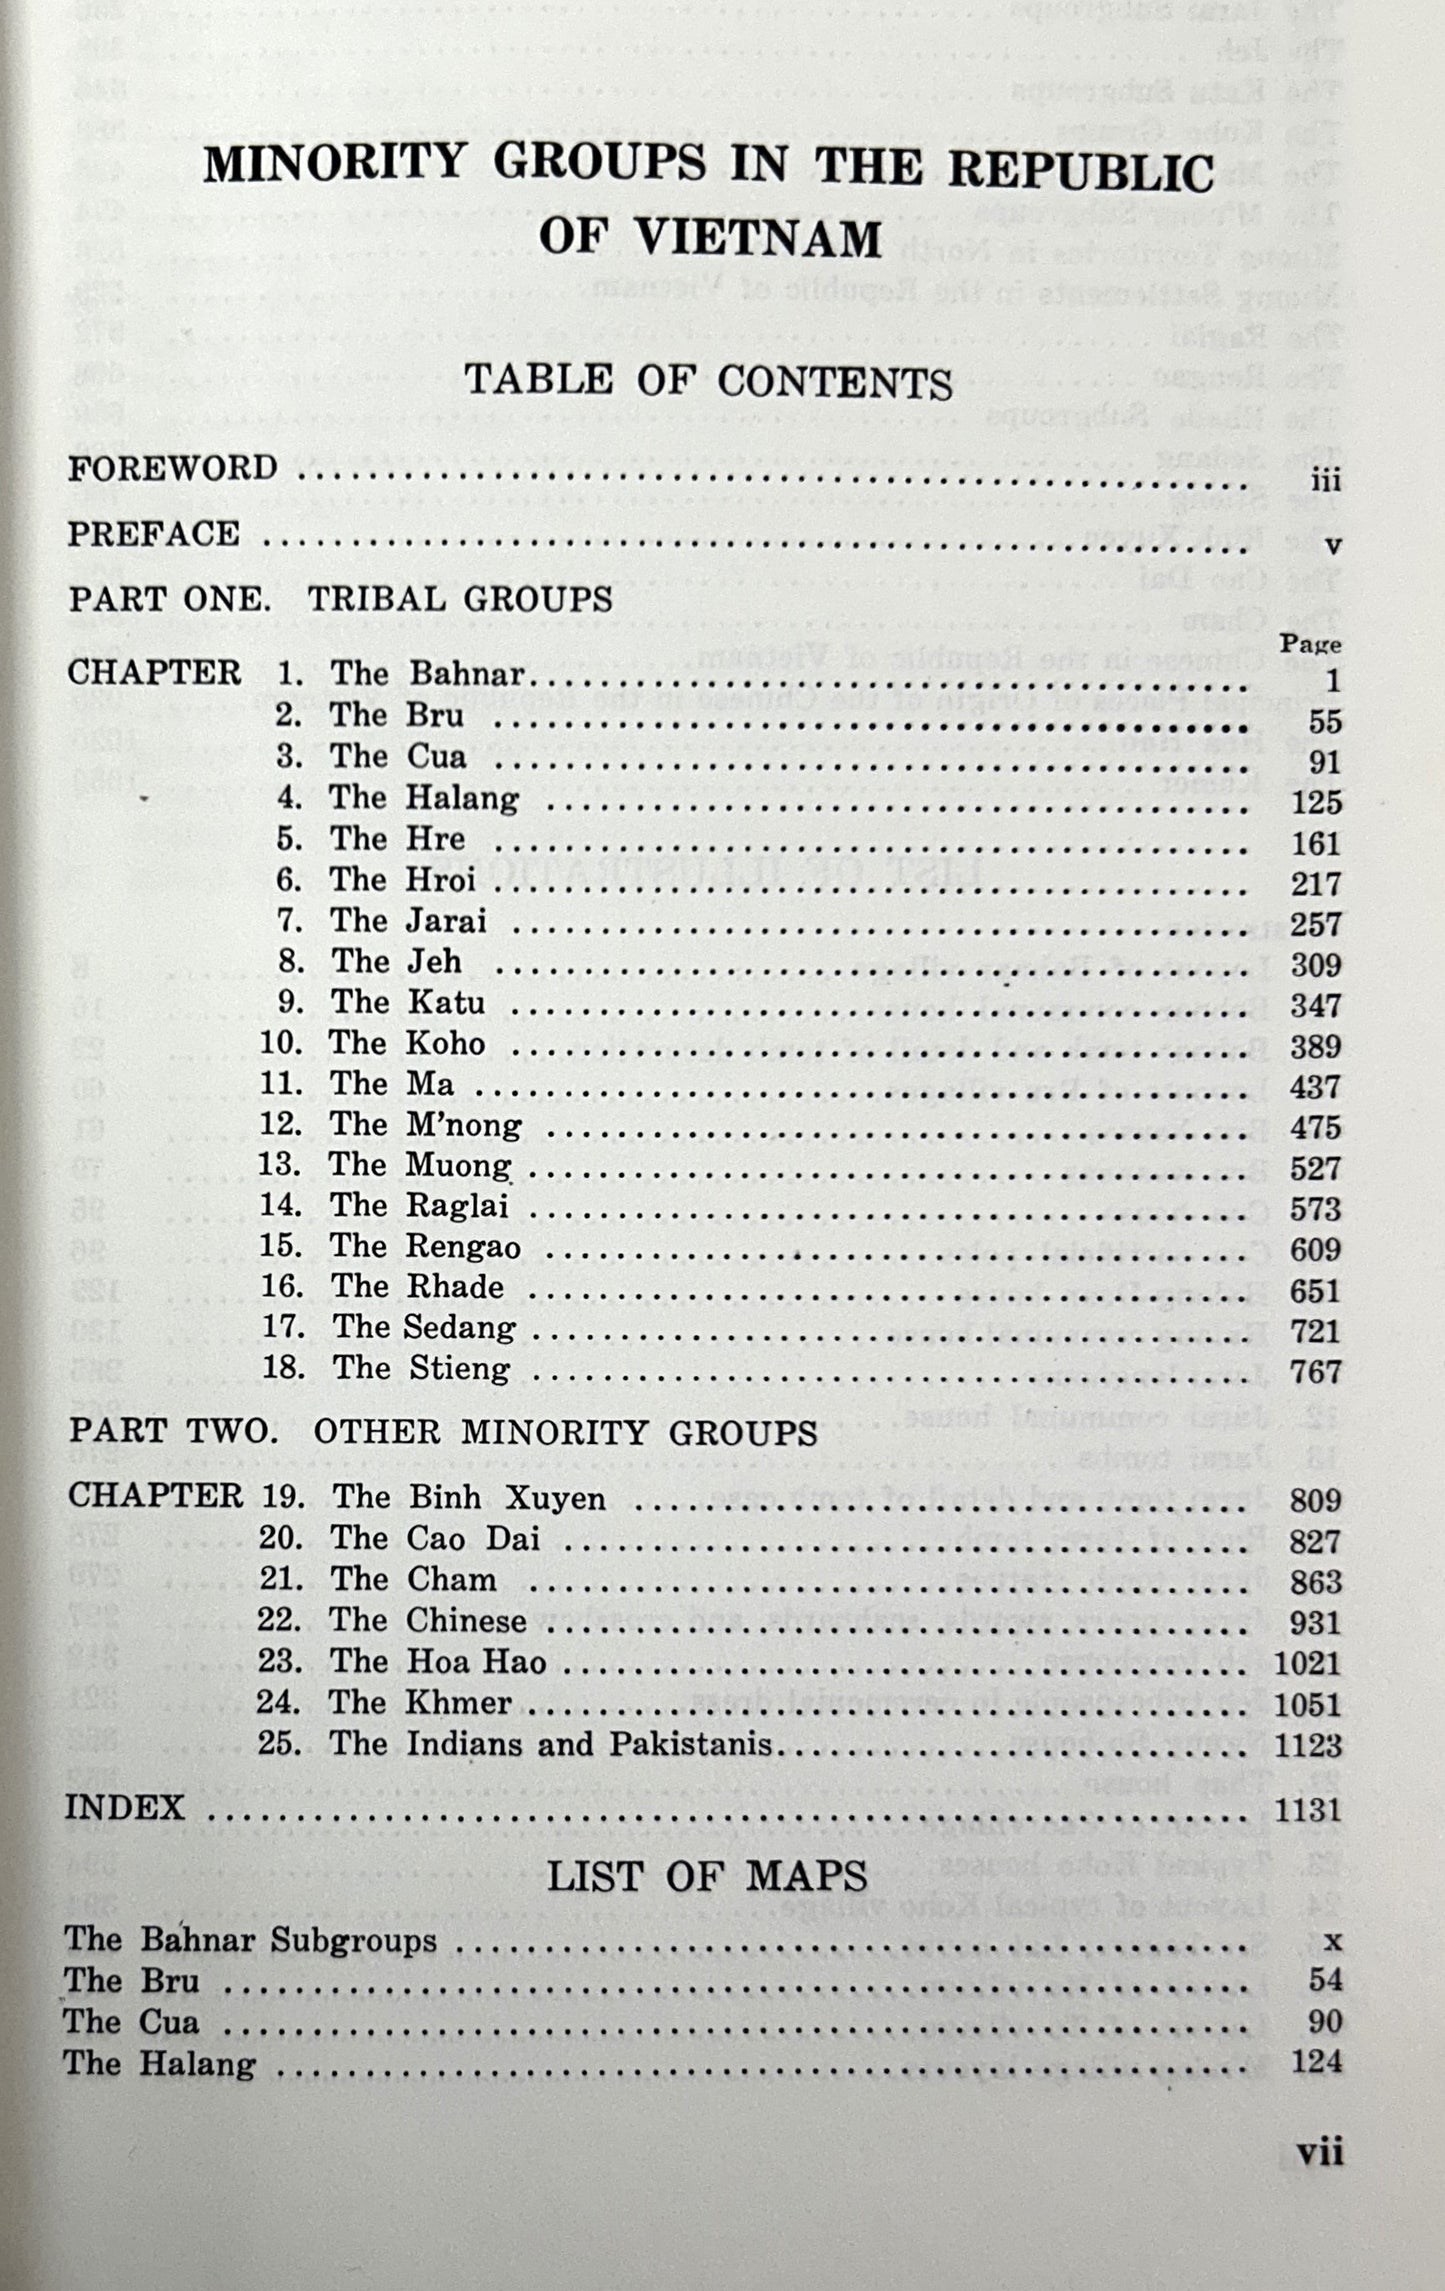 MINORITY GROUPS IN THE REPUBLIC
OF VIETNAM
TABLE OF CONTENTS
FOREWORD ........ iii
PREFACE ........ v
PART ONE. TRIBAL GROUPS
Page
CHAPTER 1. The Bahnar........ 1
2. The Bru ........ 55
3. The Cua ........ 91
4. The Halang ........ 125
5. The Hre ........ 161
6. The Hroi ........ 217
7. The Jarai ........ 257
8. The Jeh ........ 309
9. The Katu ........ 347
10. The Koho ........ 389
11. The Ma ........ 437
12. The M'nong ........ 475
13. The Muong ........ 527
14. The Raglai ........ 573
15. The Rengao ........ 609
16. The Rhade ........ 651
17. The Sedang ........ 721
18. The Stieng ........ 767
PART TWO. OTHER MINORITY GROUPS
CHAPTER 19. The Binh Xuyen ........ 809
20. The Cao Dai ........ 827
21. The Cham ........ 863
22. The Chinese ........ 931
23. The Hoa Hao ........ 1021
24. The Khmer ........ 1051
25. The Indians and Pakistanis........ 1123
INDEX ........ 1131
LIST OF MAPS
The Bahnar Subgroups ........ x
The Bru ........ 54
The Cua ........ 90
The Halang ........ 124
vii